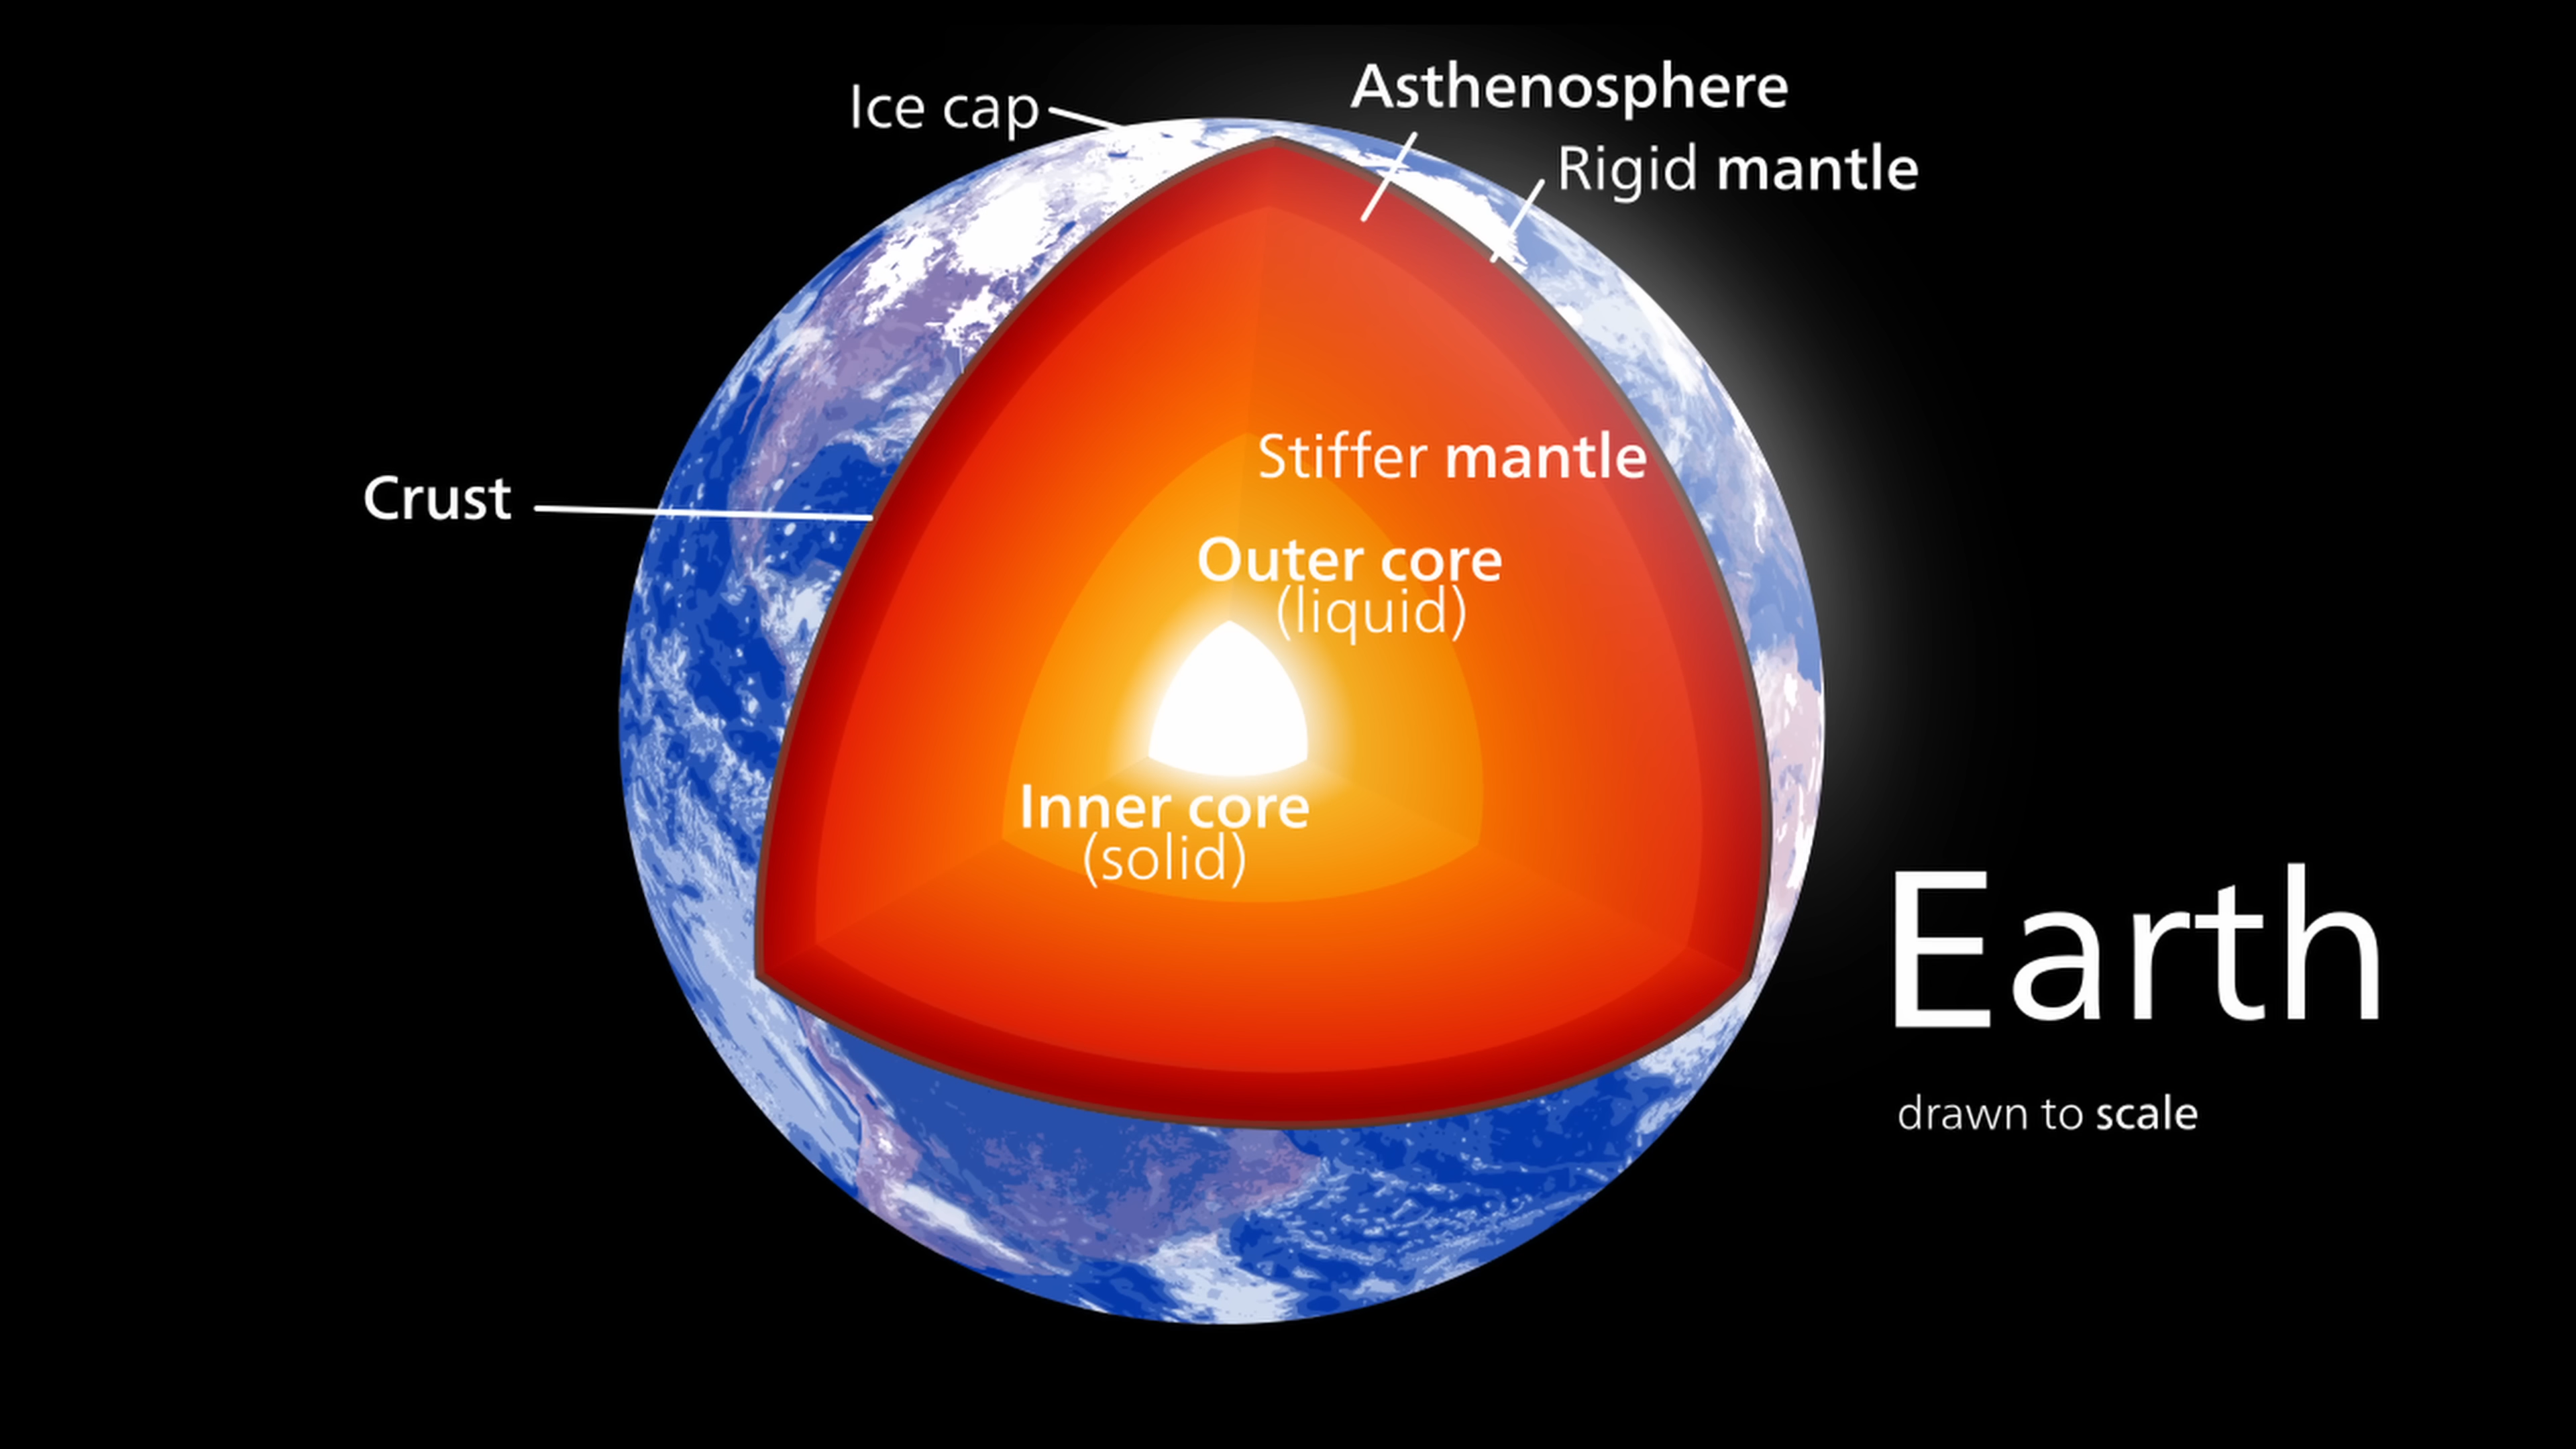 Ice cap
Asthenosphere
Rigid mantle
Crust
Stiffer mantle
Outer core
(liquid)
Inner core
(solid)
Earth
drawn to scale